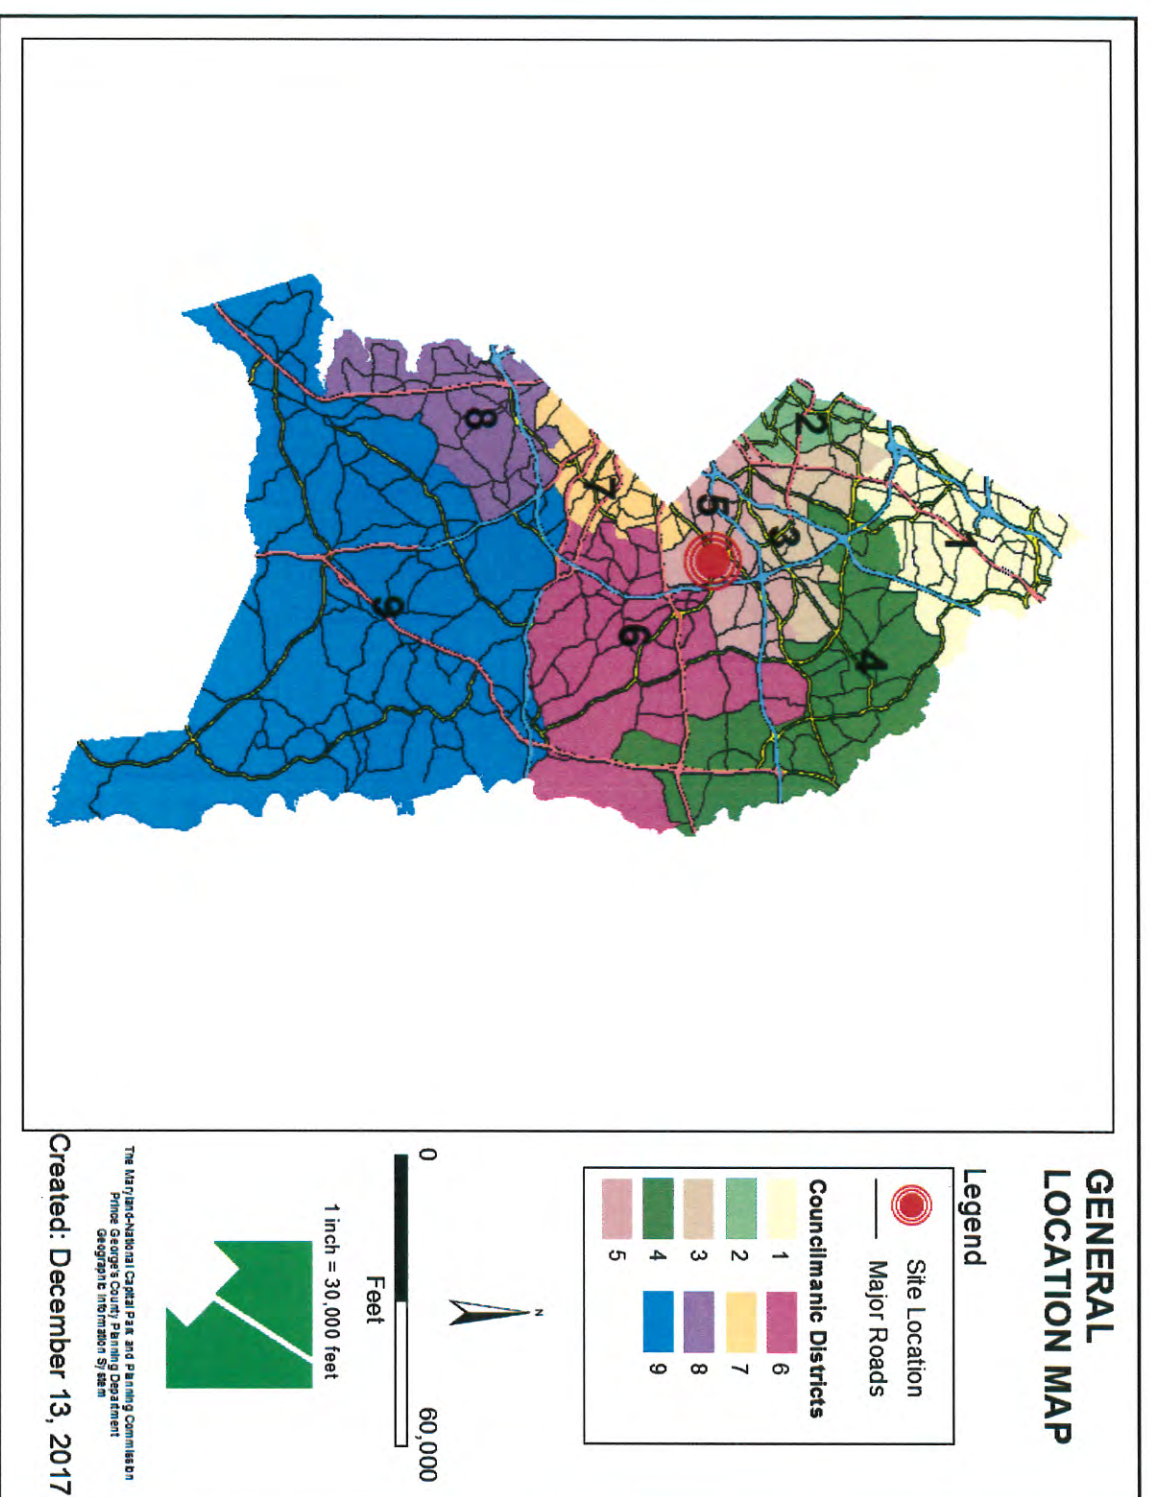 GENERAL
LOCATION MAP
Legend
Site Location
Major Roads
Councilmanic Districts
1
2
3
4
5
6
7
8
9
N
0
60,000
Feet
1 inch = 30,000 feet
The Maryland-National Capital Park and Planning Commission
Prince George's County Planning Department
Geographic Information System
Created: December 13, 2017
1
2
3
4
5
6
7
8
9